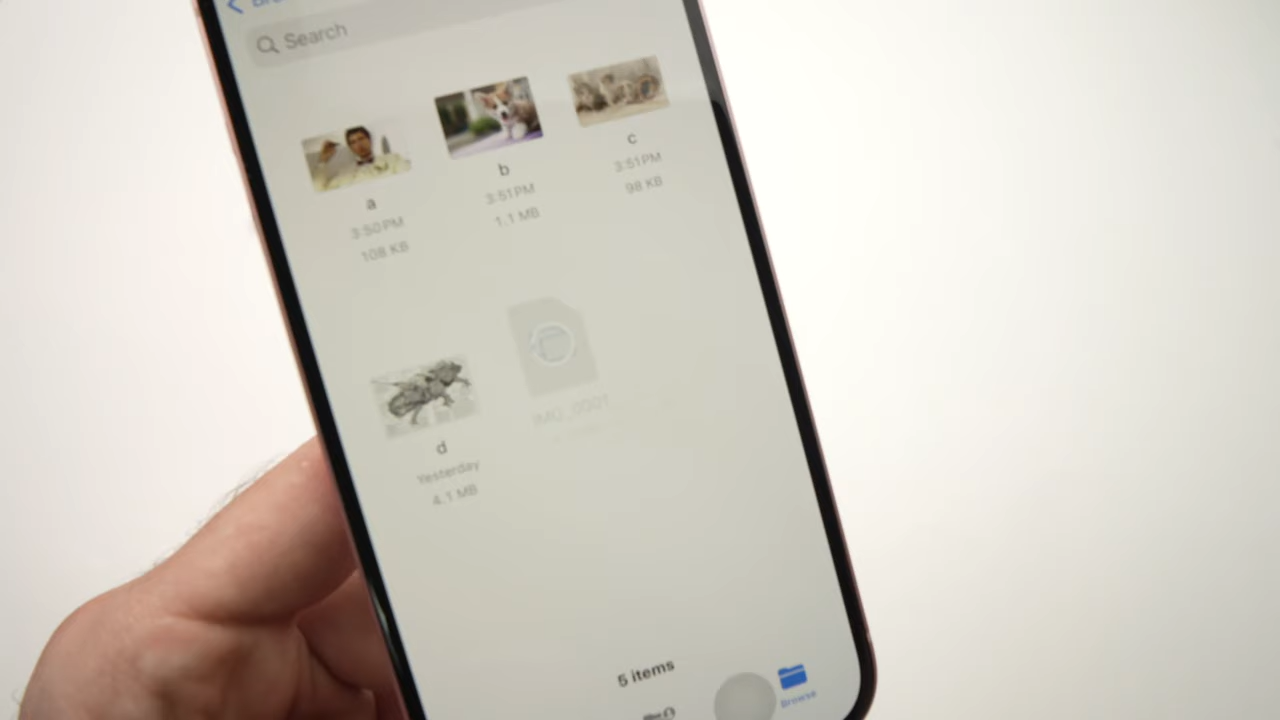 Search
a
3:50 PM
108 KB
b
3:51 PM
1.1 MB
c
3:51 PM
98 KB
d
Yesterday
4.1 MB
IMG_0001
5 items
Browse